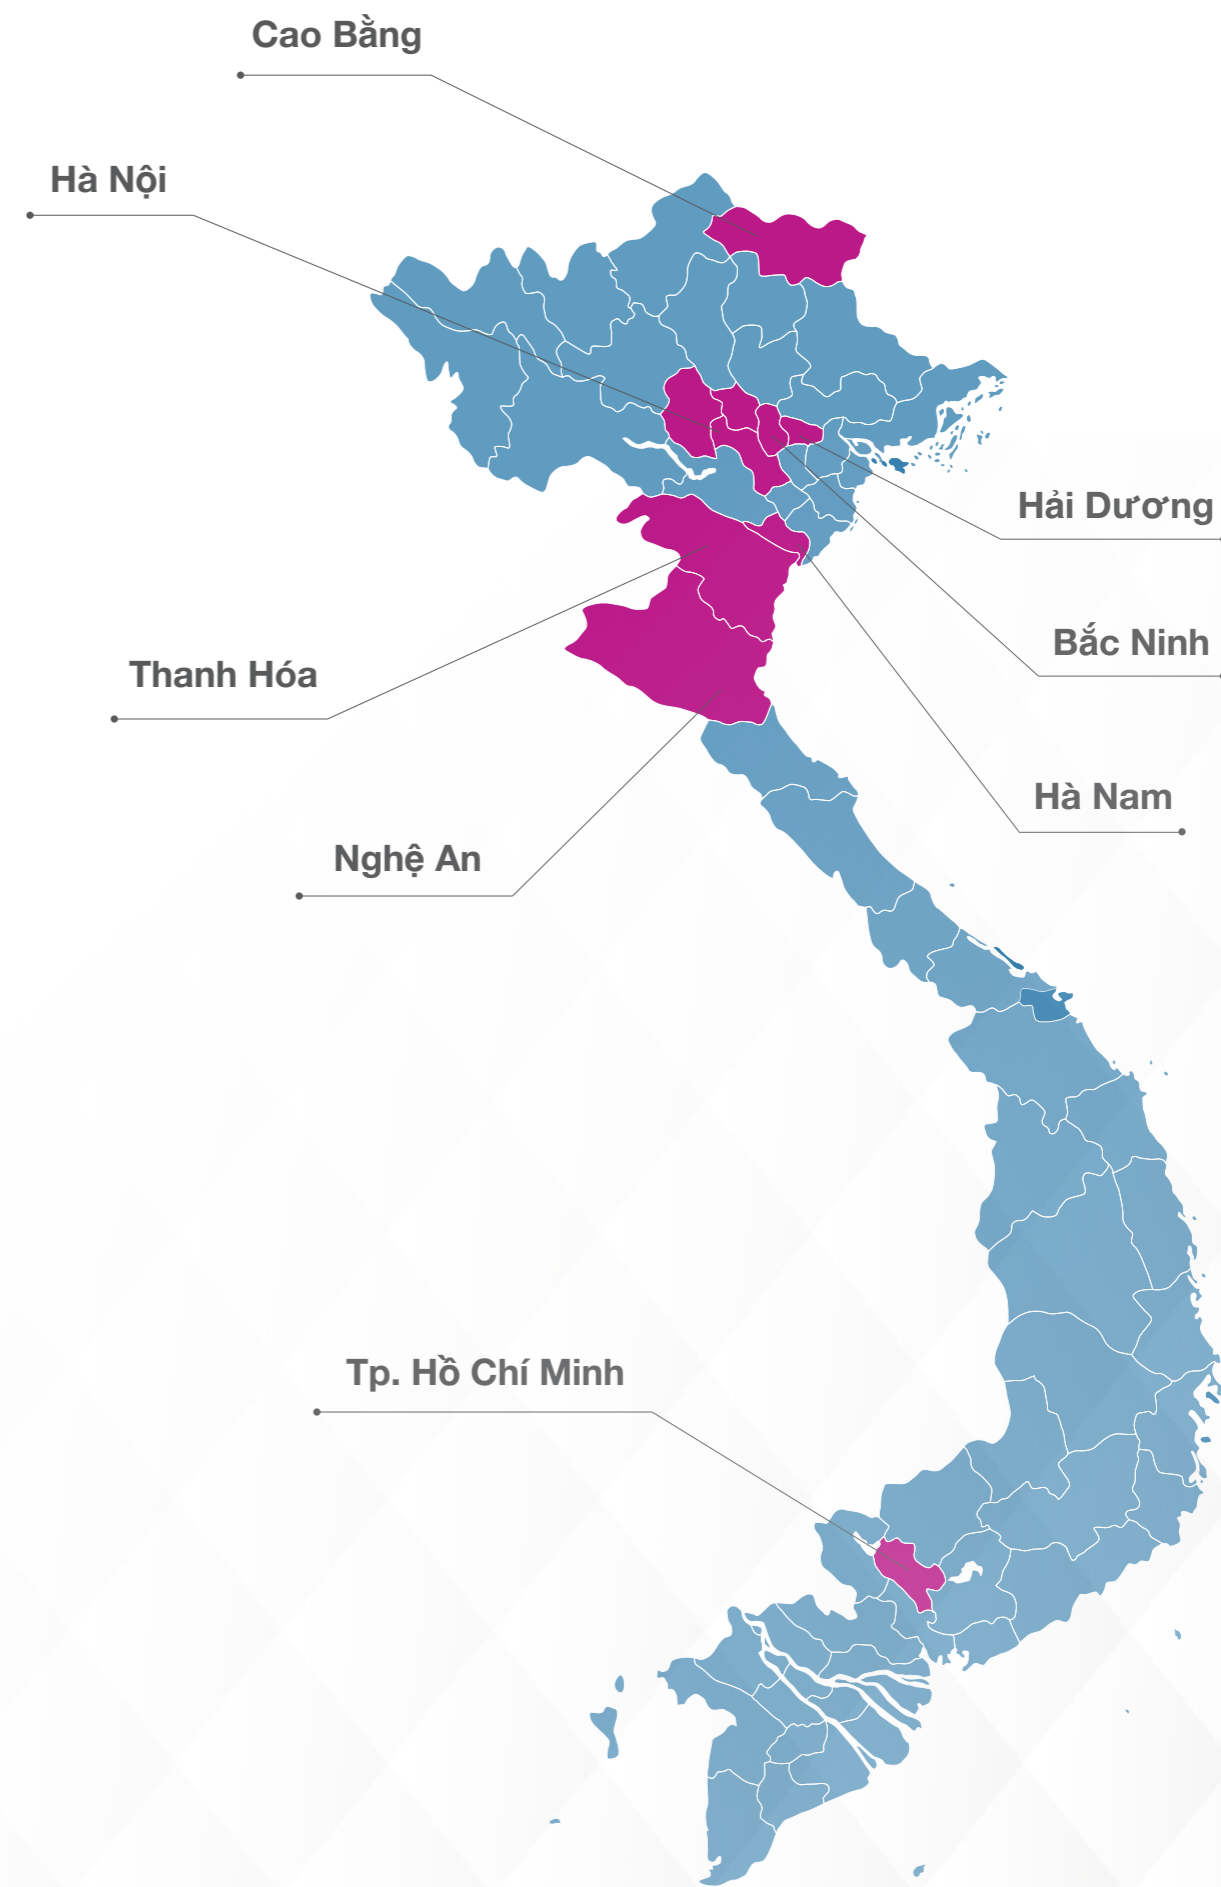 Cao Bằng
Hà Nội
Hải Dương
Bắc Ninh
Thanh Hóa
Hà Nam
Nghệ An
Tp. Hồ Chí Minh